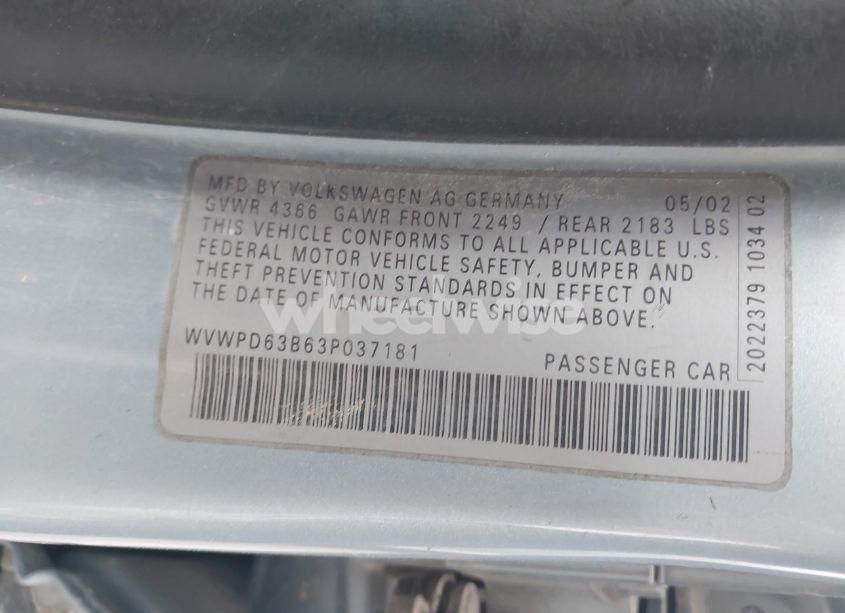 MFD BY VOLKSWAGEN AG GERMANY 05/02
GVWR 4366 GAWR FRONT 2249 / REAR 2183 LBS
THIS VEHICLE CONFORMS TO ALL APPLICABLE U.S.
FEDERAL MOTOR VEHICLE SAFETY, BUMPER AND
THEFT PREVENTION STANDARDS IN EFFECT ON
THE DATE OF MANUFACTURE SHOWN ABOVE.
WVWPD63B63P037181
PASSENGER CAR
2022379 1034 02
wheelwise